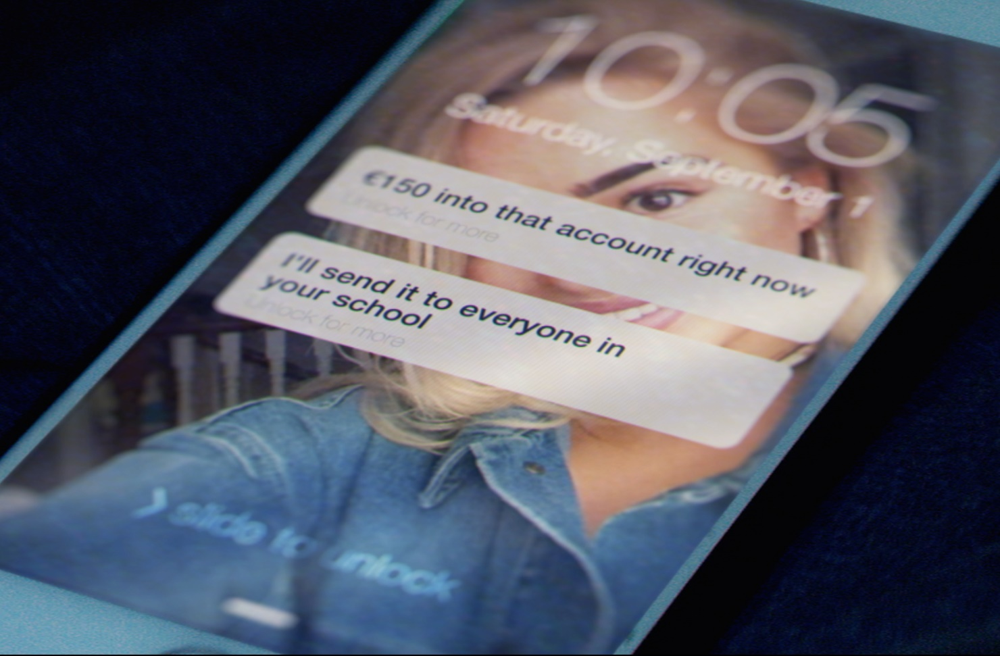 10:05
Saturday, September 1
€150 into that account right now
Unlock for more
I'll send it to everyone in
your school
Unlock for more
> slide to unlock